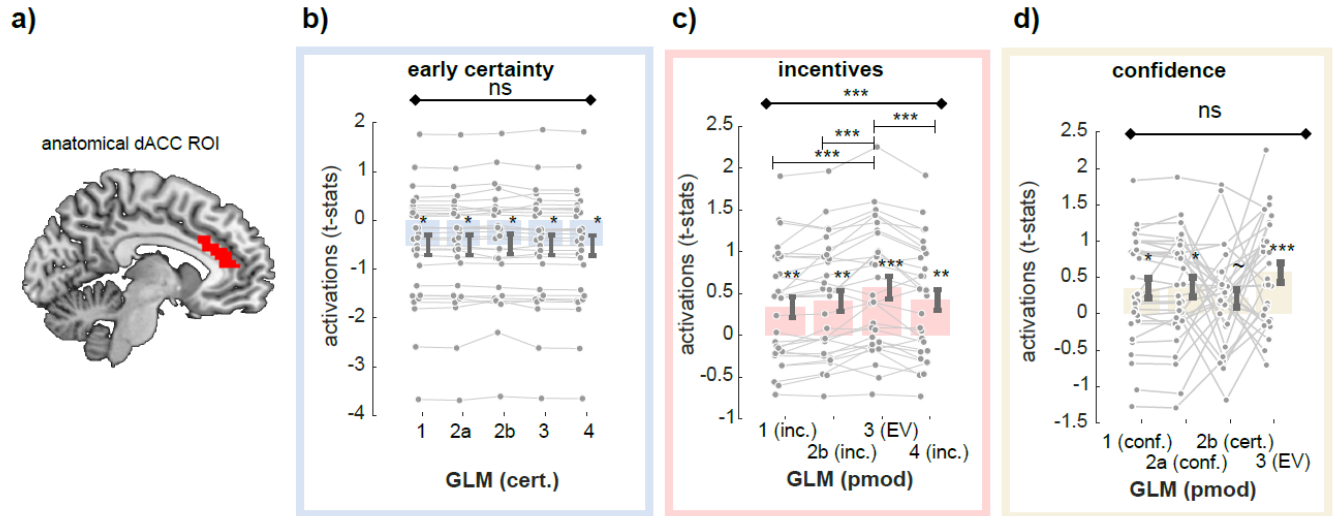 a)
anatomical dACC ROI
b)
early certainty
ns
activations (t-stats)
2
1
0
-1
-2
-3
-4
* * * * *
1 2a 2b 3 4
GLM (cert.)
c)
incentives
***
***
***
***
activations (t-stats)
2.5
2
1.5
1
0.5
0
-0.5
-1
** ** *** **
1 (inc.) 3 (EV)
2b (inc.) 4 (inc.)
GLM (pmod)
d)
confidence
ns
activations (t-stats)
2.5
2
1.5
1
0.5
0
-0.5
-1
-1.5
* * ~ ***
1 (conf.) 2b (cert.)
2a (conf.) 3 (EV)
GLM (pmod)